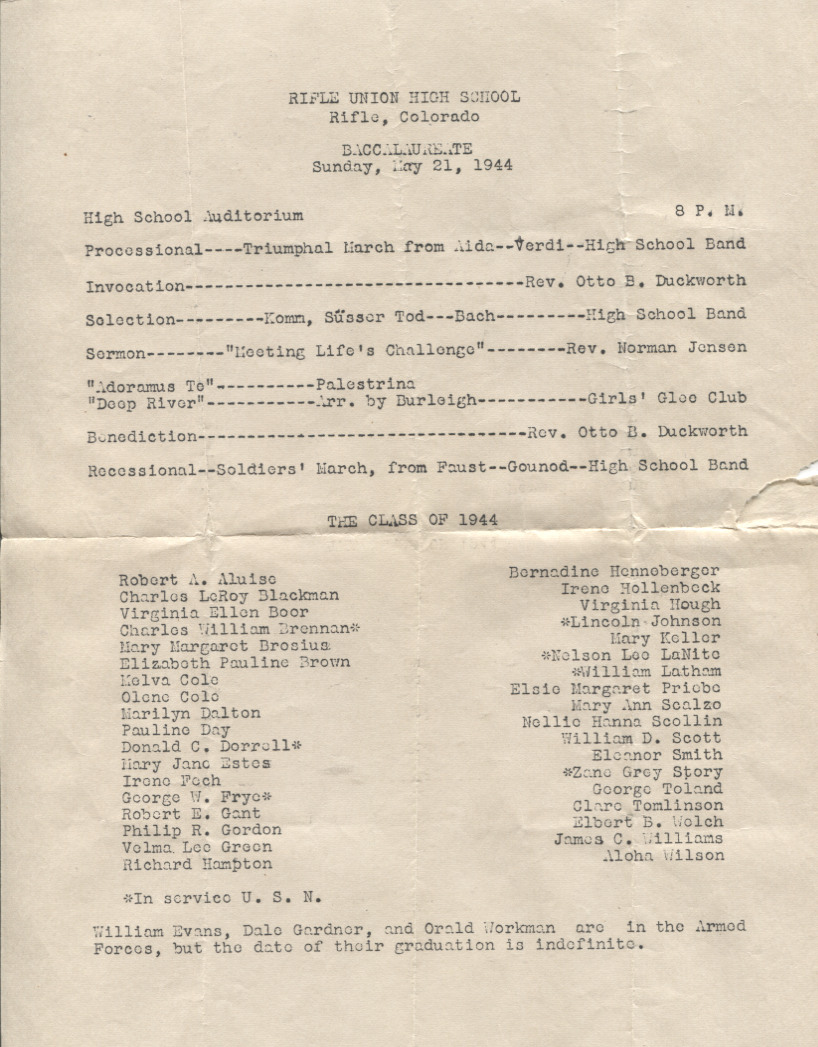 RIFLE UNION HIGH SCHOOL
Rifle, Colorado
BACCALAUREATE
Sunday, May 21, 1944
High School Auditorium 8 P. M.
Processional----Triumphal March from Aida--Verdi--High School Band
Invocation----------------------------------Rev. Otto B. Duckworth
Selection---------Komm, Süsser Tod---Bach---------High School Band
Sermon--------"Meeting Life's Challenge"--------Rev. Norman Jensen
"Adoramus Te"----------Palestrina
"Deep River"-----------Arr. by Burleigh-----------Girls' Glee Club
Benediction---------------------------------Rev. Otto B. Duckworth
Recessional--Soldiers' March, from Faust--Gounod--High School Band
THE CLASS OF 1944
Robert A. Aluise
Charles LeRoy Blackman
Virginia Ellen Boor
Charles William Brennan*
Mary Margaret Brosius
Elizabeth Pauline Brown
Melva Cole
Olene Cole
Marilyn Dalton
Pauline Day
Donald C. Dorrell*
Mary Jane Estes
Irene Fech
George W. Frye*
Robert E. Gant
Philip R. Gordon
Velma Lee Green
Richard Hampton
Bernadine Henneberger
Irene Hollenbeck
Virginia Hough
*Lincoln Johnson
Mary Keller
*Nelson Lee LaNite
*William Latham
Elsie Margaret Priebe
Mary Ann Scalzo
Nellie Hanna Scollin
William D. Scott
Eleanor Smith
*Zane Grey Story
George Toland
Clare Tomlinson
Elbert B. Welch
James C. Williams
Aloha Wilson
*In service U. S. N.
William Evans, Dale Gardner, and Orald Workman are in the Armed
Forces, but the date of their graduation is indefinite.